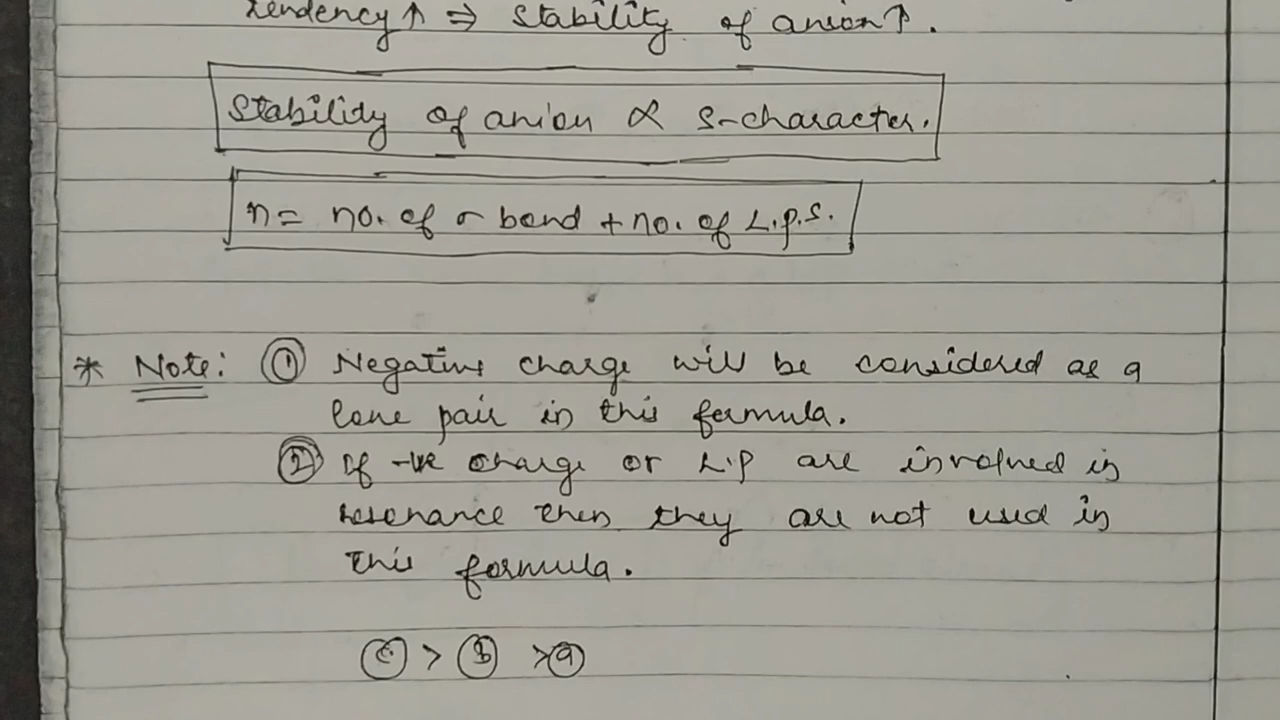 tendency ↑ ⇒ stability of anion ↑.
Stability of anion ∝ s-character.
n = no. of σ bond + no. of L.p.s.
* Note: ① Negative charge will be considered as a
lone pair in this formula.
② If -ve charge or L.p are involved in
resonance then they are not used in
this formula.
ⓒ > ⓑ > ⓐ